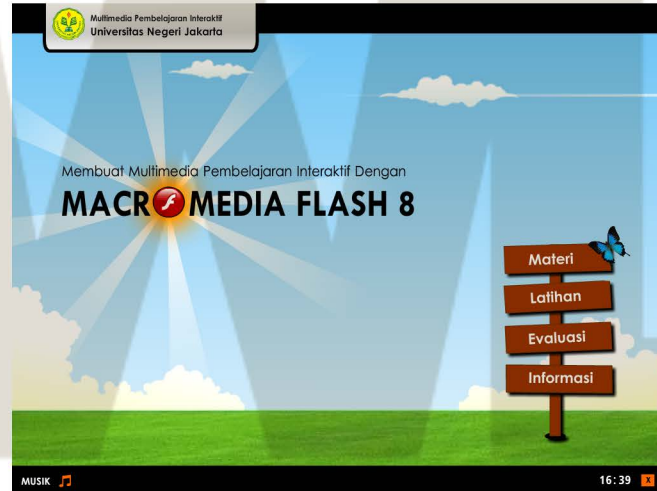 Multimedia Pembelajaran Interaktif
Universitas Negeri Jakarta
Membuat Multimedia Pembelajaran Interaktif Dengan
MACROMEDIA FLASH 8
Materi
Latihan
Evaluasi
Informasi
MUSIK
16:39 X